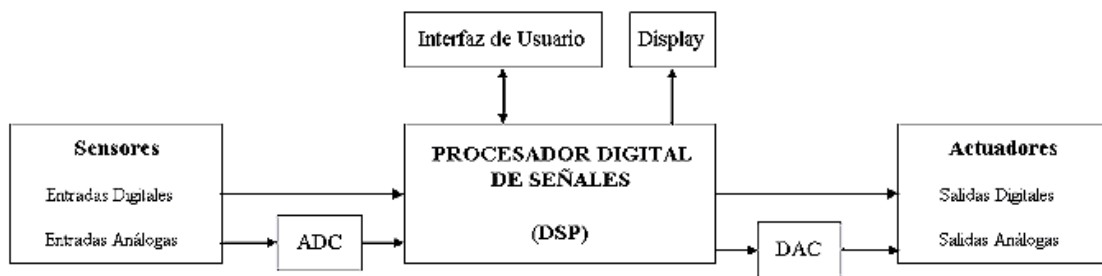 Interfaz de Usuario
Display
Sensores
Entradas Digitales
Entradas Análogas
ADC
PROCESADOR DIGITAL
DE SEÑALES
(DSP)
DAC
Actuadores
Salidas Digitales
Salidas Análogas